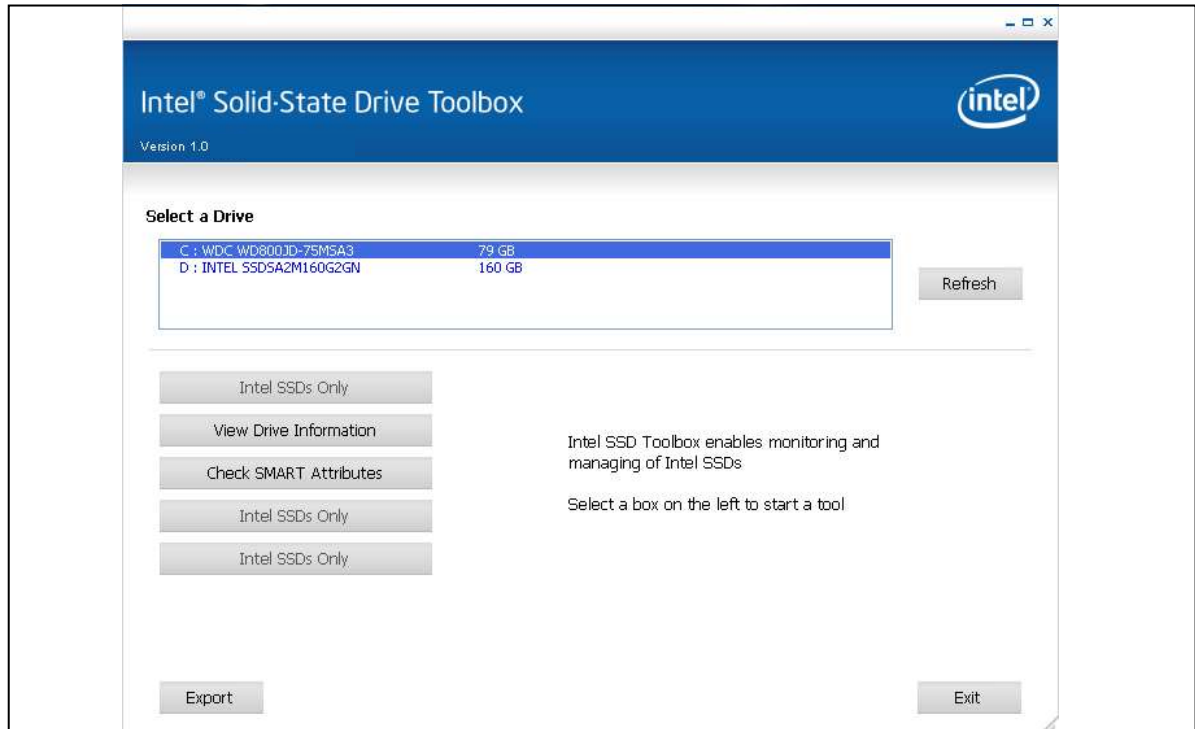 Intel® Solid-State Drive Toolbox
intel
Version 1.0
Select a Drive
C : WDC WD800JD-75MSA3 79 GB
D : INTEL SSDSA2M160G2GN 160 GB
Refresh
Intel SSDs Only
View Drive Information
Check SMART Attributes
Intel SSDs Only
Intel SSDs Only
Intel SSD Toolbox enables monitoring and
managing of Intel SSDs
Select a box on the left to start a tool
Export
Exit